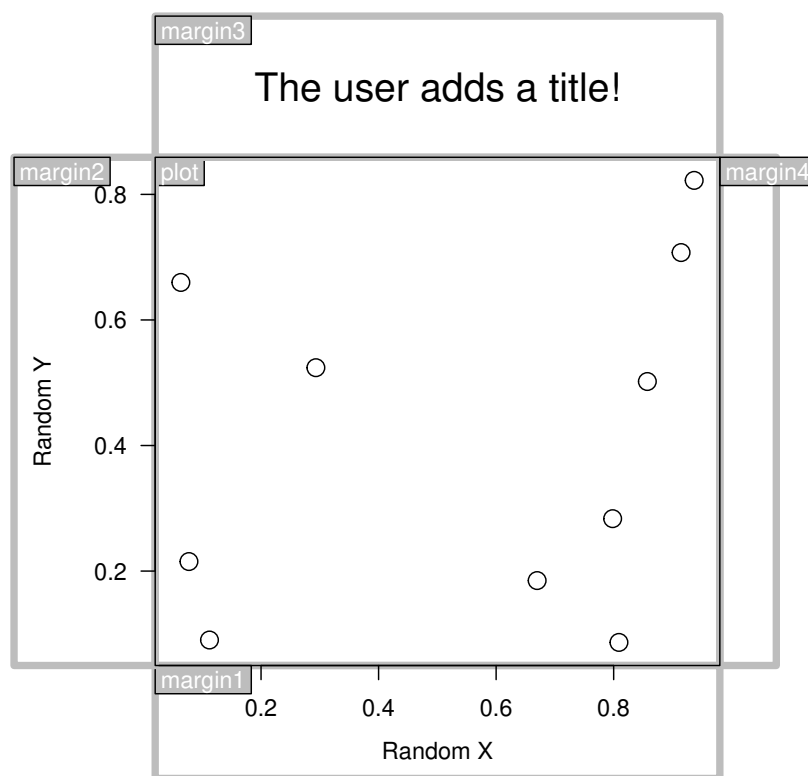 margin3
The user adds a title!
margin2
plot
margin4
0.8
0.6
0.4
0.2
Random Y
margin1
0.2 0.4 0.6 0.8
Random X